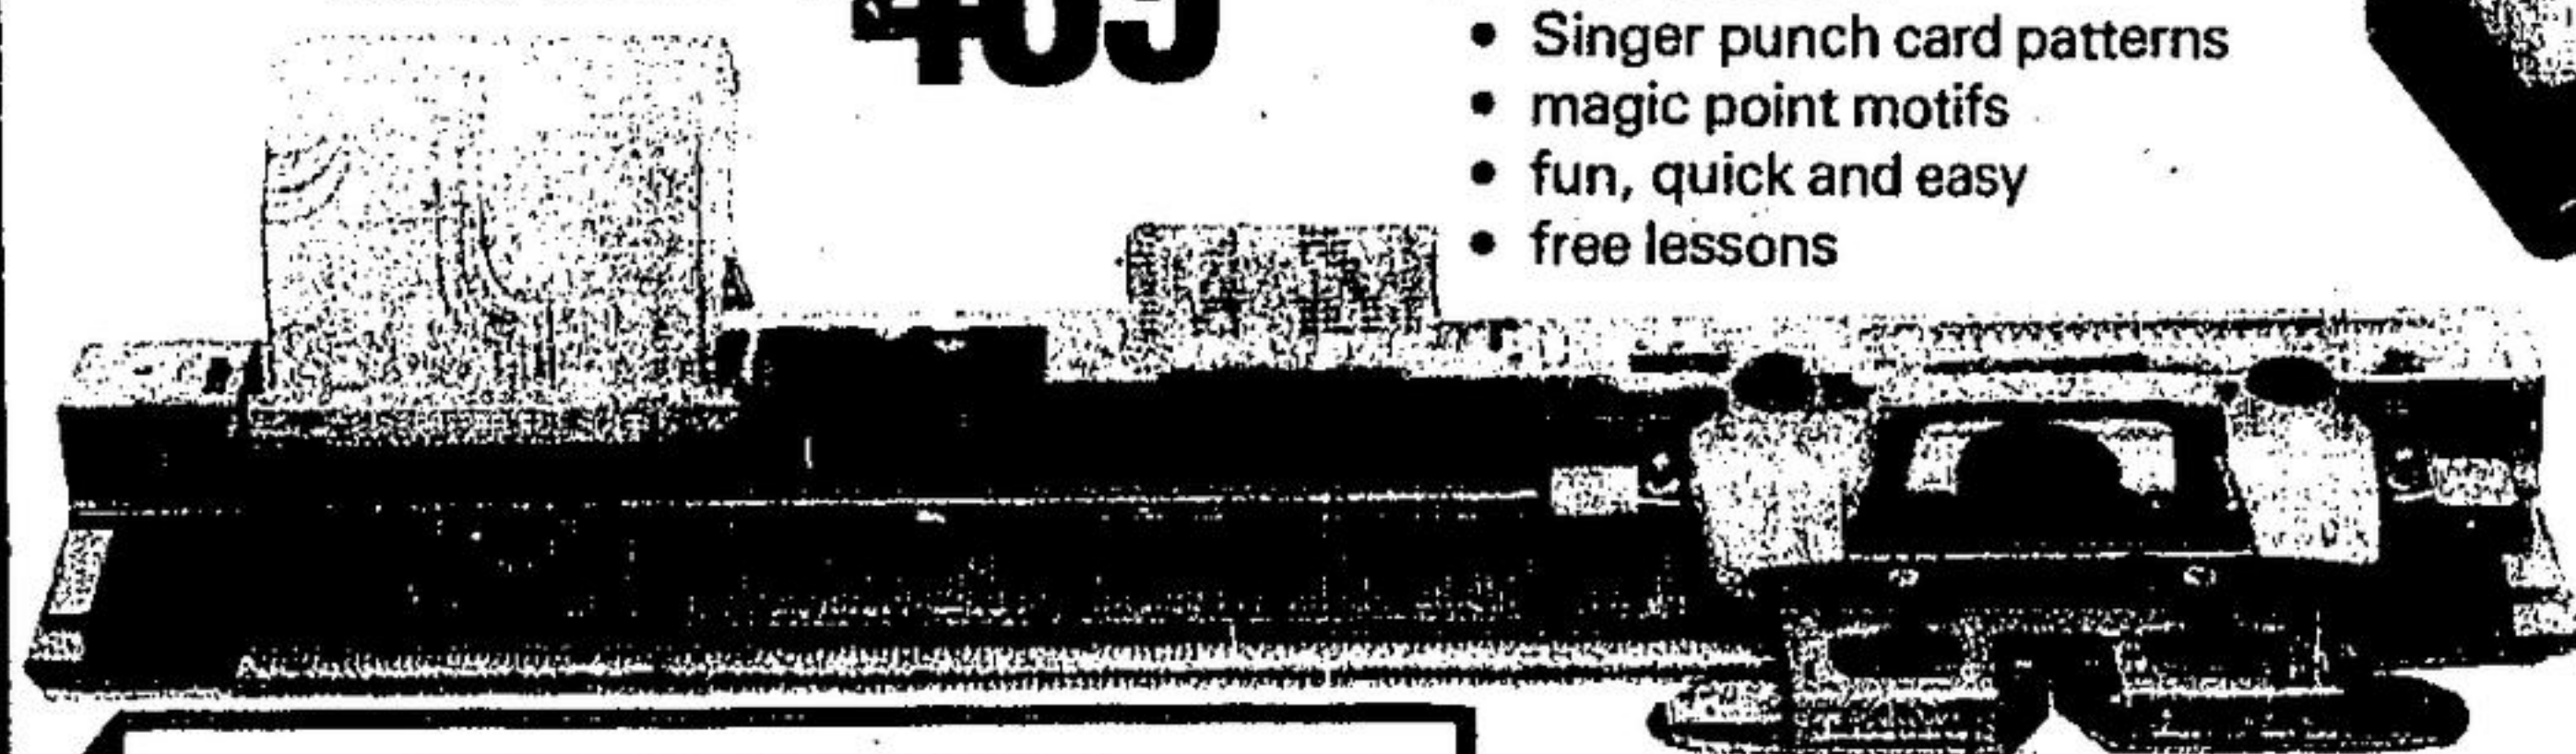 • Singer punch card patterns
• magic point motifs
• fun, quick and easy
• free lessons